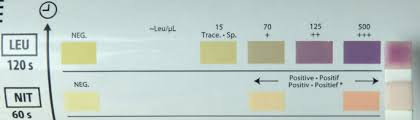 LEU
120 s
NEG.
~Leu/µL
15
Trace. • Sp.
70
+
125
++
500
+++
NIT
60 s
NEG.
Positive • Positif
Positiv • Positief *